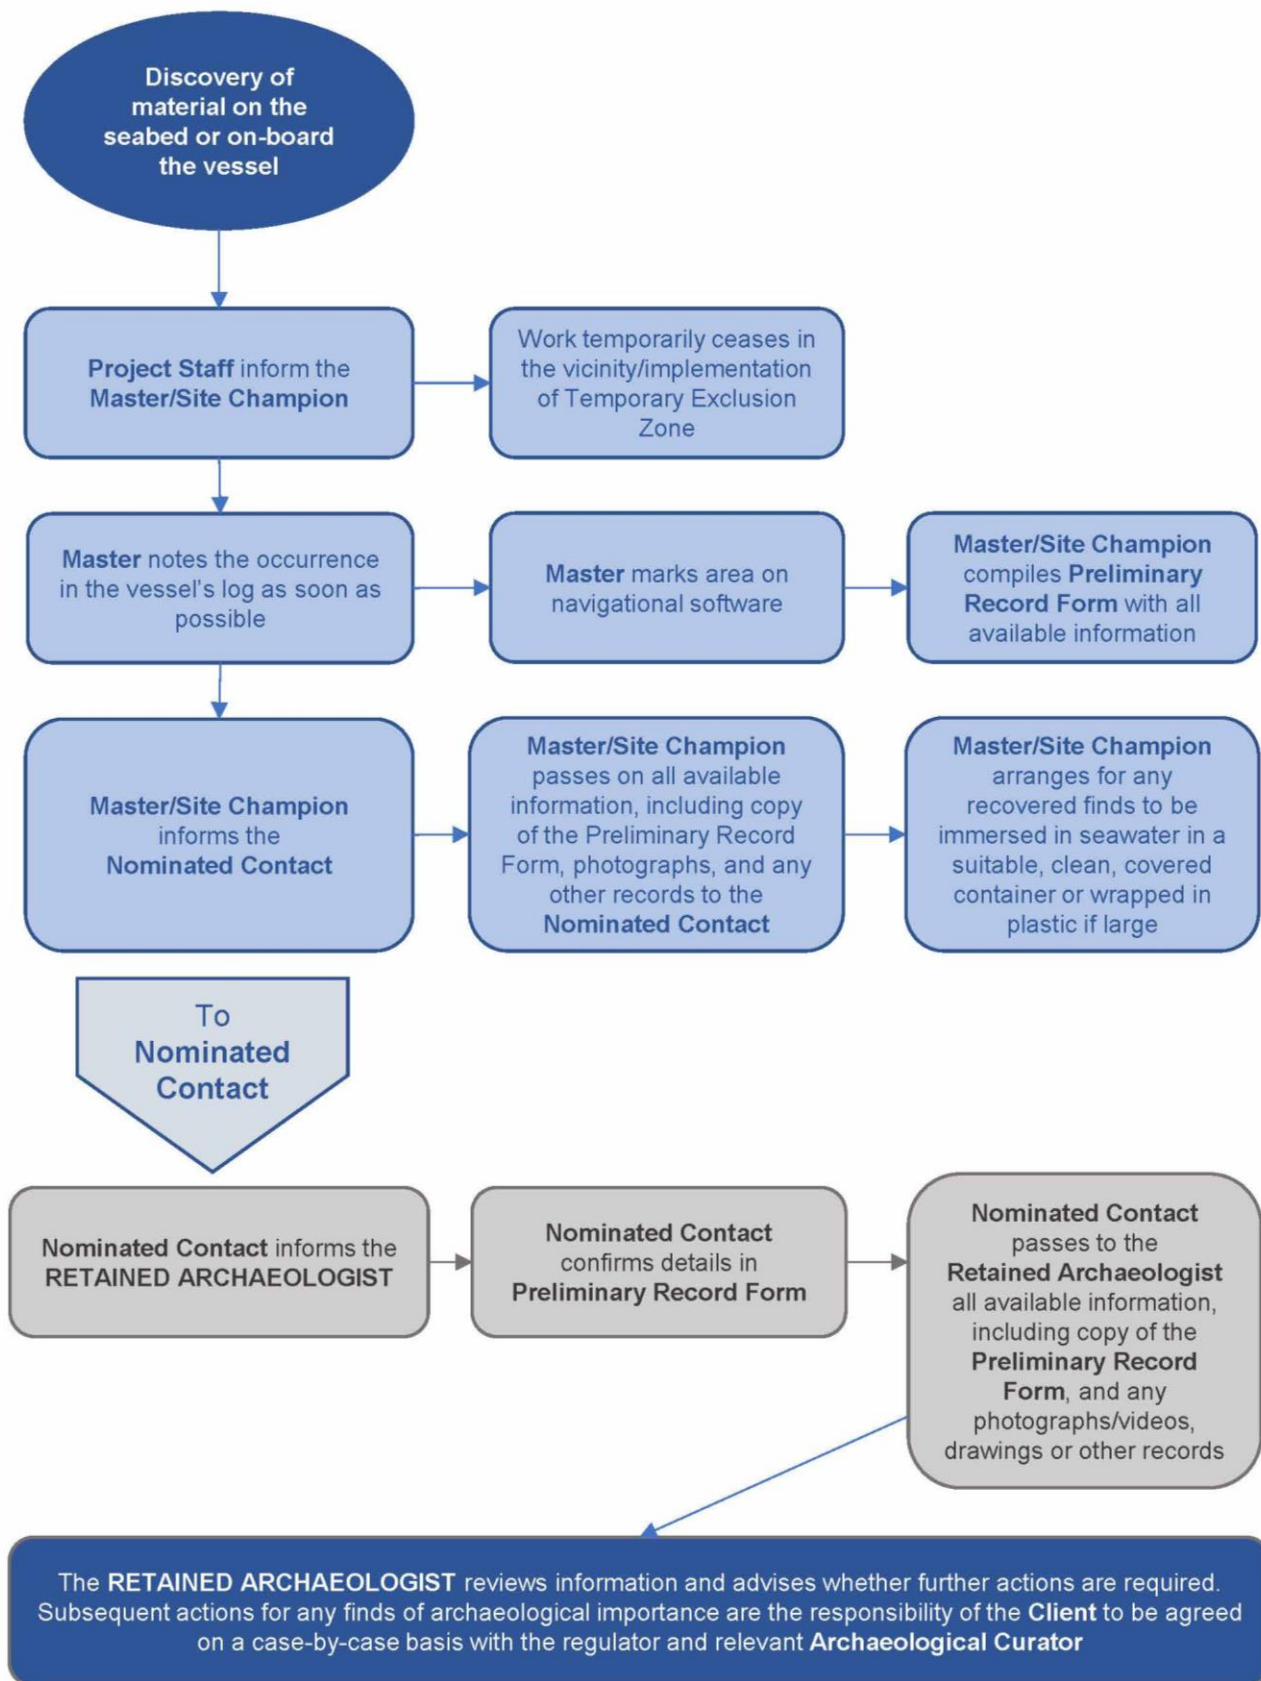 Discovery of
material on the
seabed or on-board
the vessel
Project Staff inform the
Master/Site Champion
Work temporarily ceases in
the vicinity/implementation
of Temporary Exclusion
Zone
Master notes the occurrence
in the vessel's log as soon as
possible
Master marks area on
navigational software
Master/Site Champion
compiles Preliminary
Record Form with all
available information
Master/Site Champion
informs the
Nominated Contact
Master/Site Champion
passes on all available
information, including copy
of the Preliminary Record
Form, photographs, and any
other records to the
Nominated Contact
Master/Site Champion
arranges for any
recovered finds to be
immersed in seawater in a
suitable, clean, covered
container or wrapped in
plastic if large
To
Nominated
Contact
Nominated Contact informs the
RETAINED ARCHAEOLOGIST
Nominated Contact
confirms details in
Preliminary Record Form
Nominated Contact
passes to the
Retained Archaeologist
all available information,
including copy of the
Preliminary Record
Form, and any
photographs/videos,
drawings or other records
The RETAINED ARCHAEOLOGIST reviews information and advises whether further actions are required.
Subsequent actions for any finds of archaeological importance are the responsibility of the Client to be agreed
on a case-by-case basis with the regulator and relevant Archaeological Curator